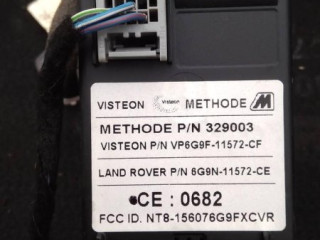 VISTEON Visteon METHODE M
METHODE P/N 329003
VISTEON P/N VP6G9F-11572-CF
LAND ROVER P/N 6G9N-11572-CE
CE : 0682
FCC ID. NT8-156076G9FXCVR